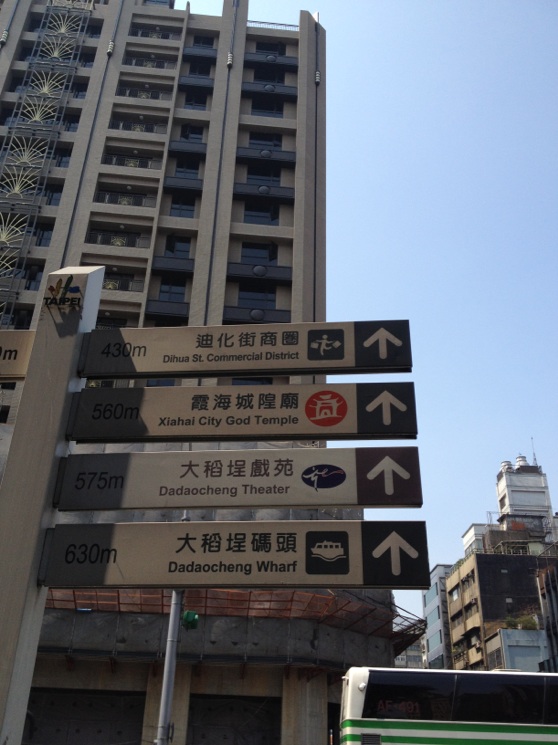 TAIPEI
0m
430m
迪化街商圈
Dihua St. Commercial District
560m
霞海城隍廟
Xiahai City God Temple
575m
大稻埕戲苑
Dadaocheng Theater
630m
大稻埕碼頭
Dadaocheng Wharf